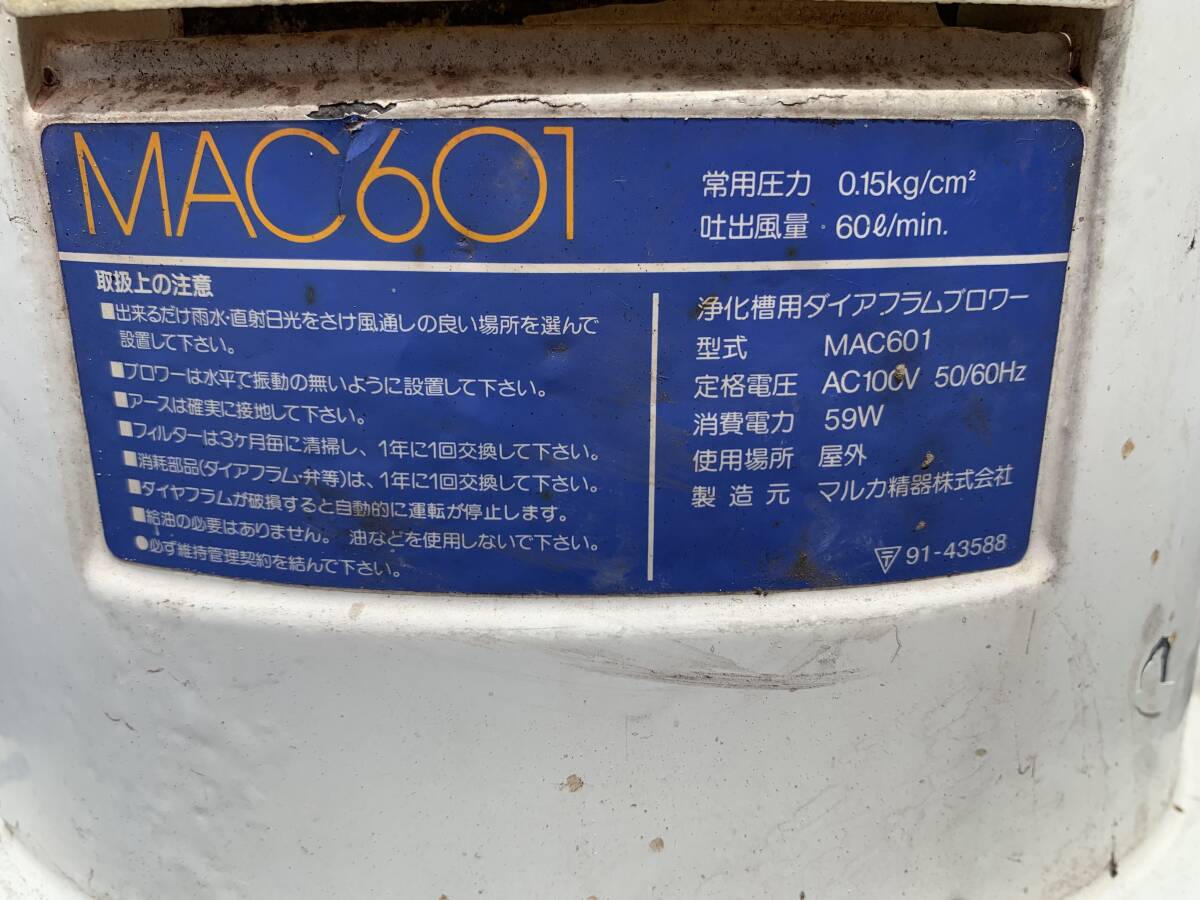 MAC601
常用圧力 0.15kg/cm²
吐出風量 60ℓ/min.
取扱上の注意
■出来るだけ雨水・直射日光をさけ風通しの良い場所を選んで
設置して下さい。
■ブロワーは水平で振動の無いように設置して下さい。
■アースは確実に接地して下さい。
■フィルターは3ケ月毎に清掃し、1年に1回交換して下さい。
■消耗部品(ダイアフラム・弁等)は、1年に1回交換して下さい。
■ダイヤフラムが破損すると自動的に運転が停止します。
■給油の必要はありません。 油などを使用しないで下さい。
●必ず維持管理契約を結んで下さい。
浄化槽用ダイアフラムブロワー
型式 MAC601
定格電圧 AC100V 50/60Hz
消費電力 59W
使用場所 屋外
製造元 マルカ精器株式会社
91-43588